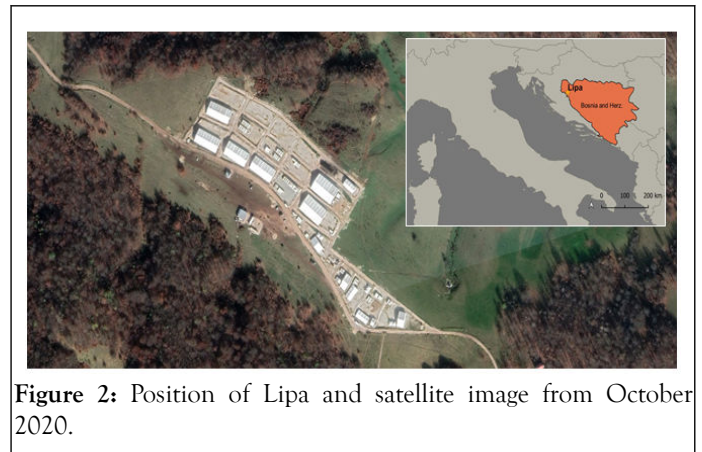 Lipa
Bosnia and Herz.
0 100 200 km
Figure 2: Position of Lipa and satellite image from October
2020.